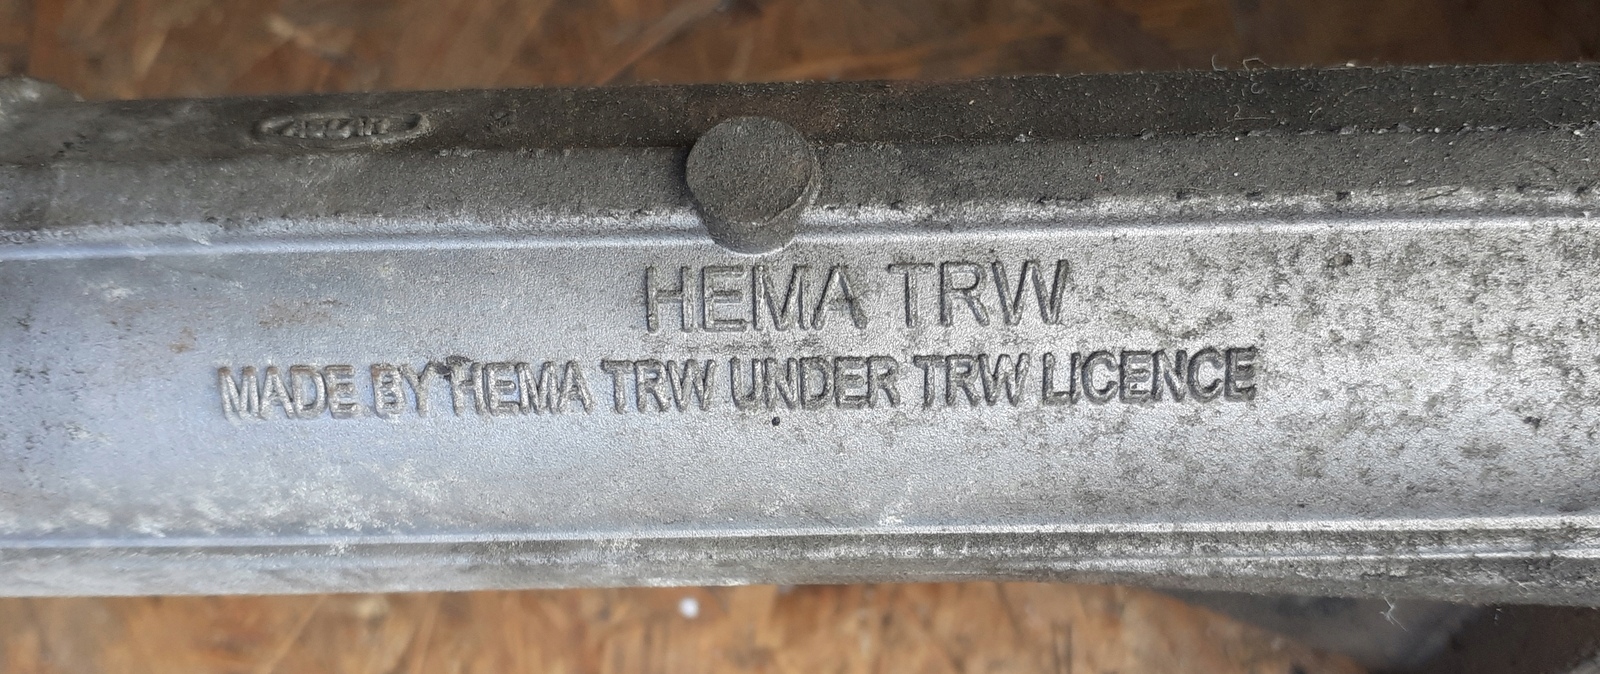 HEMA TRW
MADE BY HEMA TRW UNDER TRW LICENCE